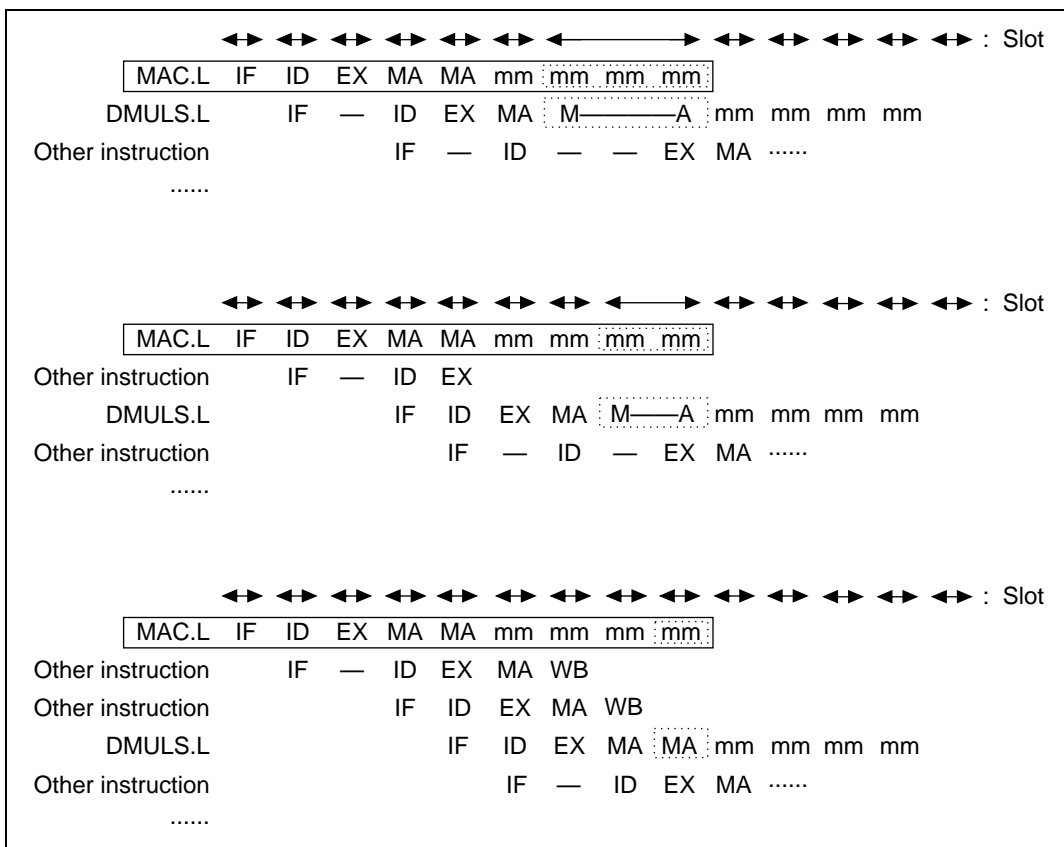 : Slot
MAC.L IF ID EX MA MA mm mm mm mm
DMULS.L IF — ID EX MA M————A mm mm mm mm
Other instruction IF — ID — — EX MA ······
······
: Slot
MAC.L IF ID EX MA MA mm mm mm mm
Other instruction IF — ID EX
DMULS.L IF ID EX MA M——A mm mm mm mm
Other instruction IF — ID — EX MA ······
······
: Slot
MAC.L IF ID EX MA MA mm mm mm mm
Other instruction IF — ID EX MA WB
Other instruction IF ID EX MA WB
DMULS.L IF ID EX MA MA mm mm mm mm
Other instruction IF — ID EX MA ······
······